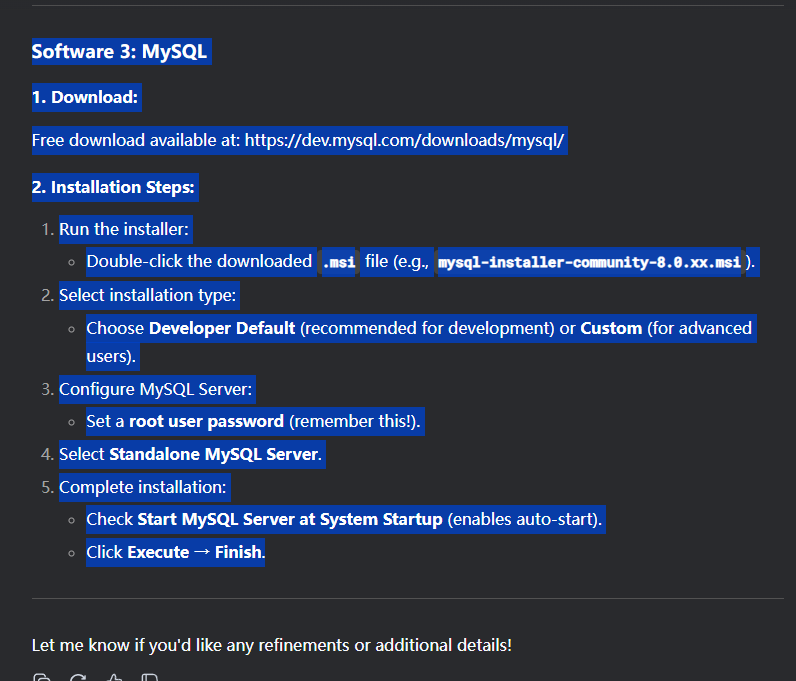 Software 3: MySQL
1. Download:
Free download available at: https://dev.mysql.com/downloads/mysql/
2. Installation Steps:
1. Run the installer:
◦ Double-click the downloaded .msi file (e.g., mysql-installer-community-8.0.xx.msi).
2. Select installation type:
◦ Choose Developer Default (recommended for development) or Custom (for advanced
users).
3. Configure MySQL Server:
◦ Set a root user password (remember this!).
4. Select Standalone MySQL Server.
5. Complete installation:
◦ Check Start MySQL Server at System Startup (enables auto-start).
◦ Click Execute → Finish.
Let me know if you'd like any refinements or additional details!